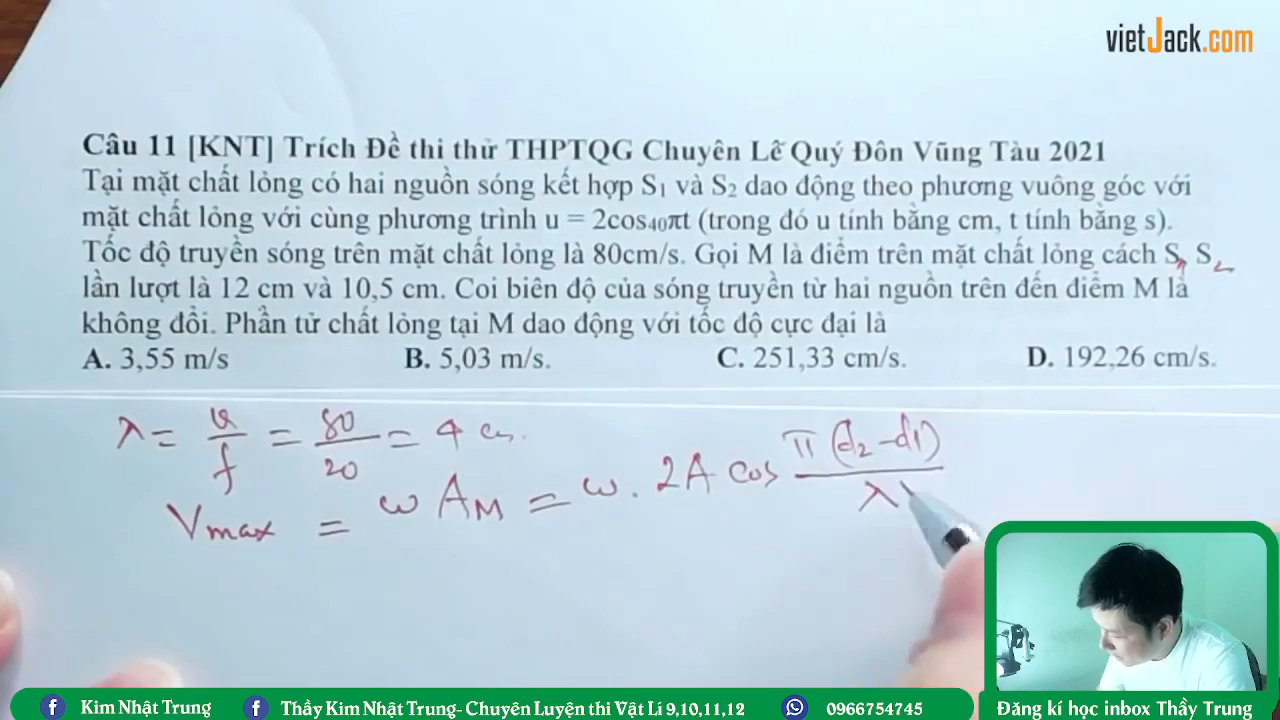 vietJack.com
Câu 11 [KNT] Trích Đề thi thử THPTQG Chuyên Lê Quý Đôn Vũng Tàu 2021
Tại mặt chất lỏng có hai nguồn sóng kết hợp S₁ và S₂ dao động theo phương vuông góc với
mặt chất lỏng với cùng phương trình u = 2cos40πt (trong đó u tính bằng cm, t tính bằng s).
Tốc độ truyền sóng trên mặt chất lỏng là 80cm/s. Gọi M là điểm trên mặt chất lỏng cách S₁, S₂
lần lượt là 12 cm và 10,5 cm. Coi biên độ của sóng truyền từ hai nguồn trên đến điểm M là
không đổi. Phần tử chất lỏng tại M dao động với tốc độ cực đại là
A. 3,55 m/s B. 5,03 m/s. C. 251,33 cm/s. D. 192,26 cm/s.
λ = v/f = 80/20 = 4 cm.
Vmax = ω A_M = ω. 2A cos π(d₂-d1)/λ
Kim Nhật Trung Thầy Kim Nhật Trung- Chuyên Luyện thi Vật Lí 9,10,11,12 0966754745 Đăng kí học inbox Thầy Trung